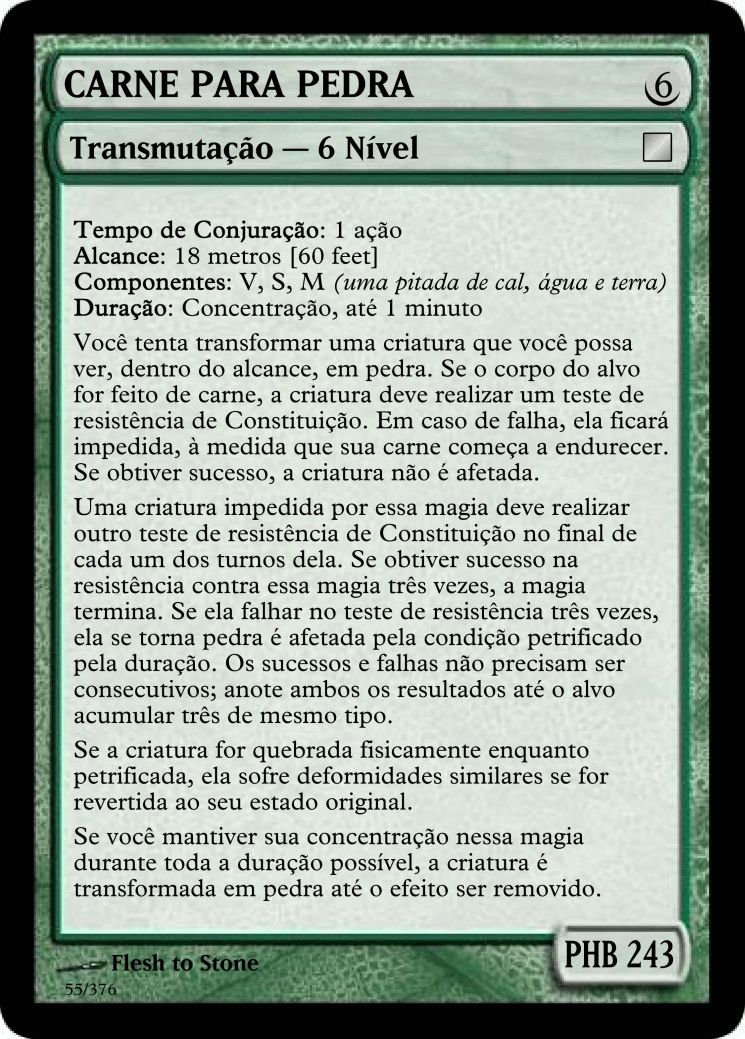 CARNE PARA PEDRA
6
Transmutação — 6 Nível
Tempo de Conjuração: 1 ação
Alcance: 18 metros [60 feet]
Componentes: V, S, M (uma pitada de cal, água e terra)
Duração: Concentração, até 1 minuto
Você tenta transformar uma criatura que você possa
ver, dentro do alcance, em pedra. Se o corpo do alvo
for feito de carne, a criatura deve realizar um teste de
resistência de Constituição. Em caso de falha, ela ficará
impedida, à medida que sua carne começa a endurecer.
Se obtiver sucesso, a criatura não é afetada.
Uma criatura impedida por essa magia deve realizar
outro teste de resistência de Constituição no final de
cada um dos turnos dela. Se obtiver sucesso na
resistência contra essa magia três vezes, a magia
termina. Se ela falhar no teste de resistência três vezes,
ela se torna pedra é afetada pela condição petrificado
pela duração. Os sucessos e falhas não precisam ser
consecutivos; anote ambos os resultados até o alvo
acumular três de mesmo tipo.
Se a criatura for quebrada fisicamente enquanto
petrificada, ela sofre deformidades similares se for
revertida ao seu estado original.
Se você mantiver sua concentração nessa magia
durante toda a duração possível, a criatura é
transformada em pedra até o efeito ser removido.
PHB 243
Flesh to Stone
55/376